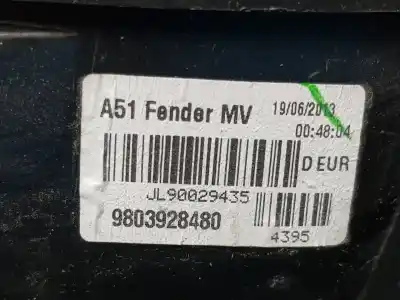 A51 Fender MV 19/06/2013
00:48:04
D EUR
JL90029435
9803928480
4395